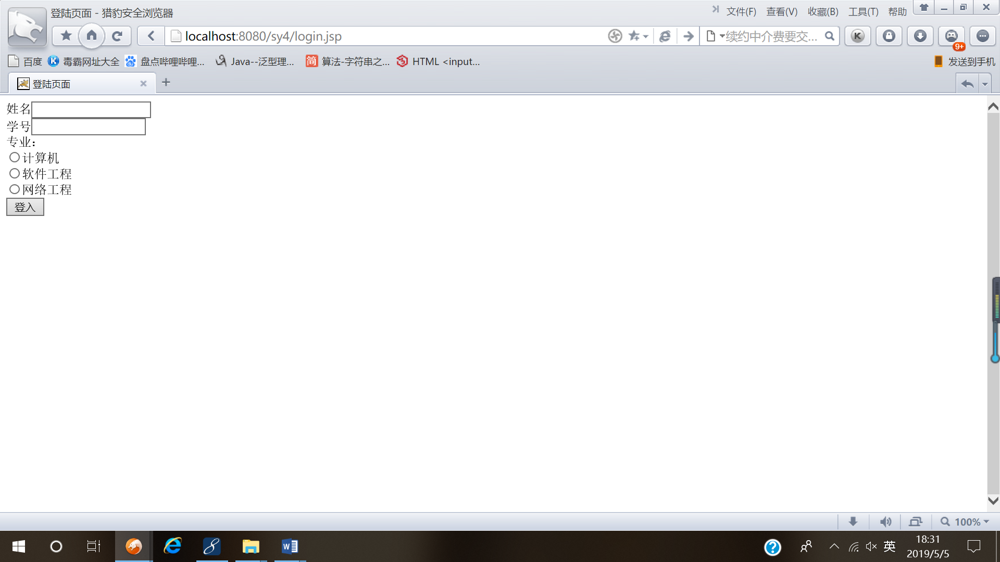 登陆页面 - 猎豹安全浏览器
文件(F) 查看(V) 收藏(B) 工具(T) 帮助
localhost:8080/sy4/login.jsp
续约中介费要交...
K
9+
百度 毒霸网址大全 盘点哔哩哔哩... Java--泛型理... 简 算法-字符串之... HTML <input... 发送到手机
登陆页面
姓名
学号
专业：
计算机
软件工程
网络工程
登入
100%
英
18:31
2019/5/5